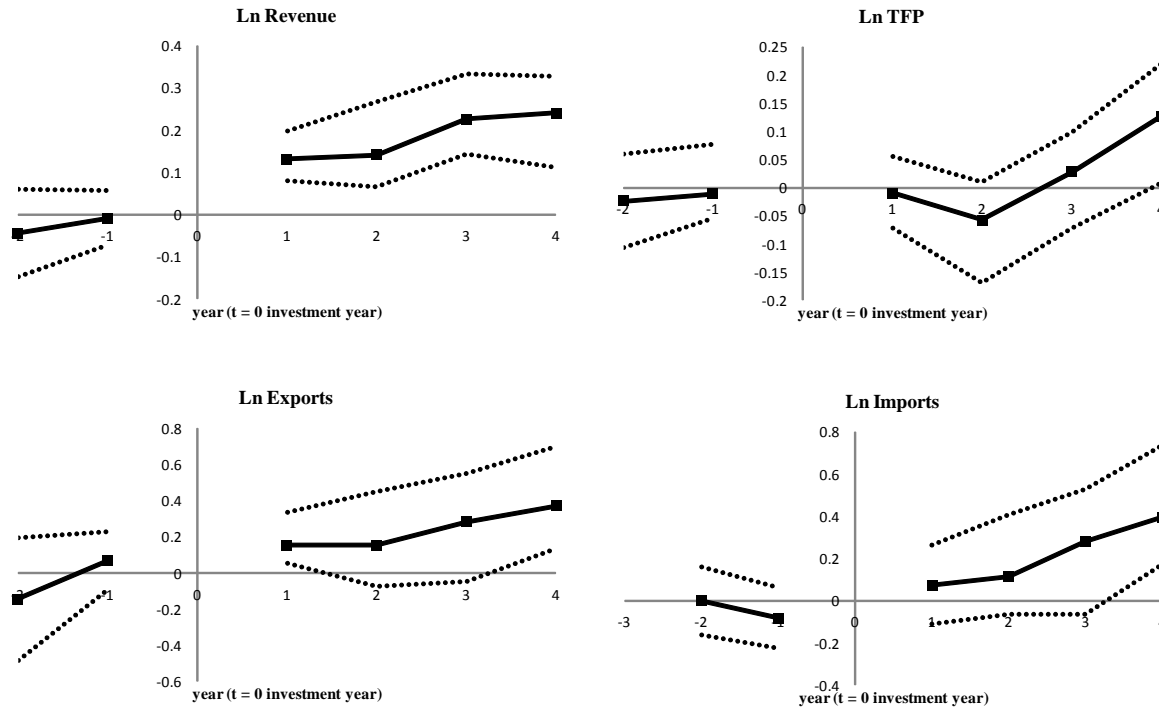 Ln Revenue
0.4
0.3
0.2
0.1
0
-0.1
-0.2
-2 -1 0 1 2 3 4
year (t = 0 investment year)
Ln TFP
0.25
0.2
0.15
0.1
0.05
0
-0.05
-0.1
-0.15
-0.2
-2 -1 0 1 2 3 4
year (t = 0 investment year)
Ln Exports
0.8
0.6
0.4
0.2
0
-0.2
-0.4
-0.6
-2 -1 0 1 2 3 4
year (t = 0 investment year)
Ln Imports
0.8
0.6
0.4
0.2
0
-0.2
-0.4
-3 -2 -1 0 1 2 3 4
year (t = 0 investment year)